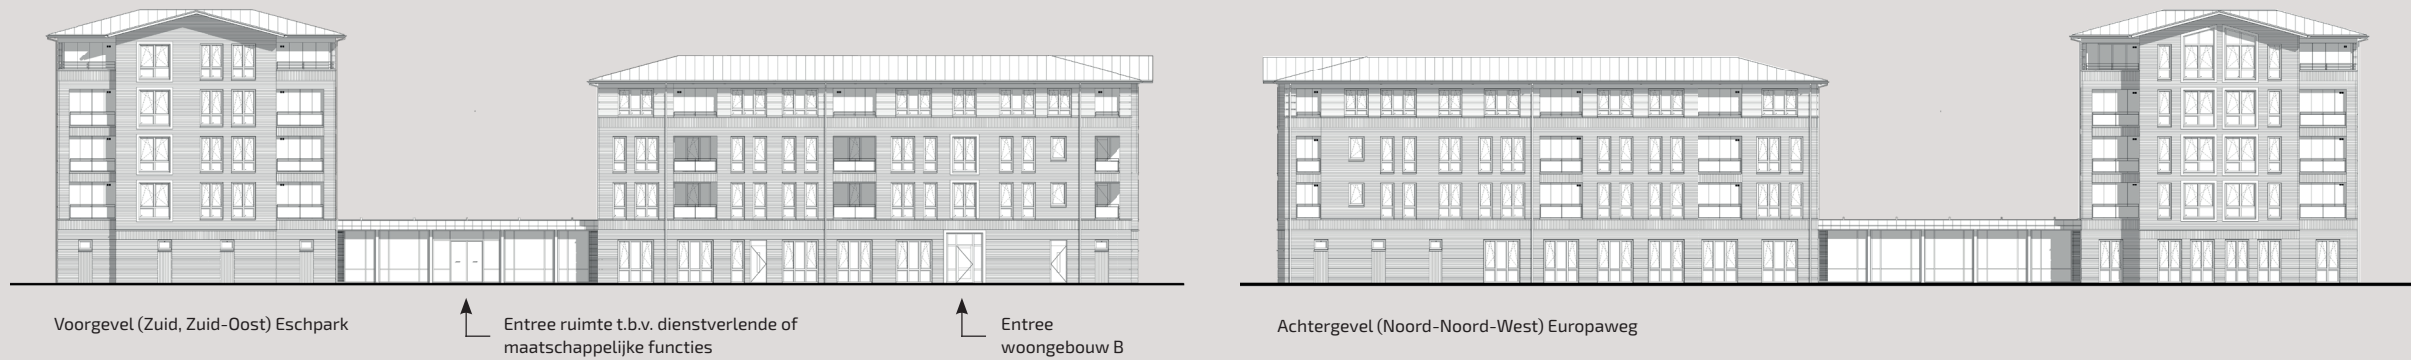 Voorgevel (Zuid, Zuid-Oost) Eschpark
Entree ruimte t.b.v. dienstverlende of
maatschappelijke functies
Entree
woongebouw B
Achtergevel (Noord-Noord-West) Europaweg